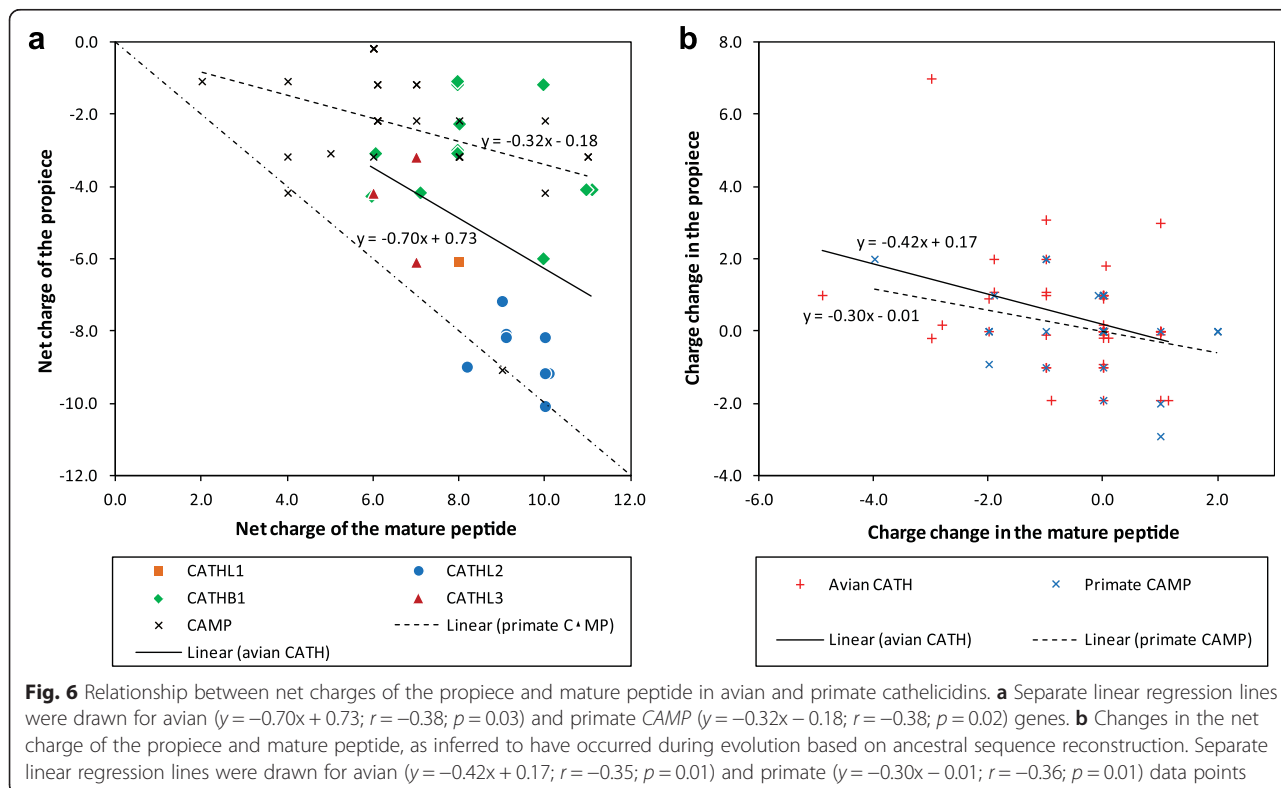 a
0.0
-2.0
-4.0
-6.0
-8.0
-10.0
-12.0
Net charge of the propiece
y = -0.32x - 0.18
y = -0.70x + 0.73
0.0 2.0 4.0 6.0 8.0 10.0 12.0
Net charge of the mature peptide
CATHL1 CATHL2
CATHB1 CATHL3
CAMP Linear (primate C▲MP)
Linear (avian CATH)
b
8.0
6.0
4.0
2.0
0.0
-2.0
-4.0
Charge change in the propiece
y = -0.42x + 0.17
y = -0.30x - 0.01
-6.0 -4.0 -2.0 0.0 2.0
Charge change in the mature peptide
Avian CATH Primate CAMP
Linear (avian CATH) Linear (primate CAMP)
Fig. 6 Relationship between net charges of the propiece and mature peptide in avian and primate cathelicidins. a Separate linear regression lines
were drawn for avian (y = −0.70x + 0.73; r = −0.38; p = 0.03) and primate CAMP (y = −0.32x − 0.18; r = −0.38; p = 0.02) genes. b Changes in the net
charge of the propiece and mature peptide, as inferred to have occurred during evolution based on ancestral sequence reconstruction. Separate
linear regression lines were drawn for avian (y = −0.42x + 0.17; r = −0.35; p = 0.01) and primate (y = −0.30x − 0.01; r = −0.36; p = 0.01) data points